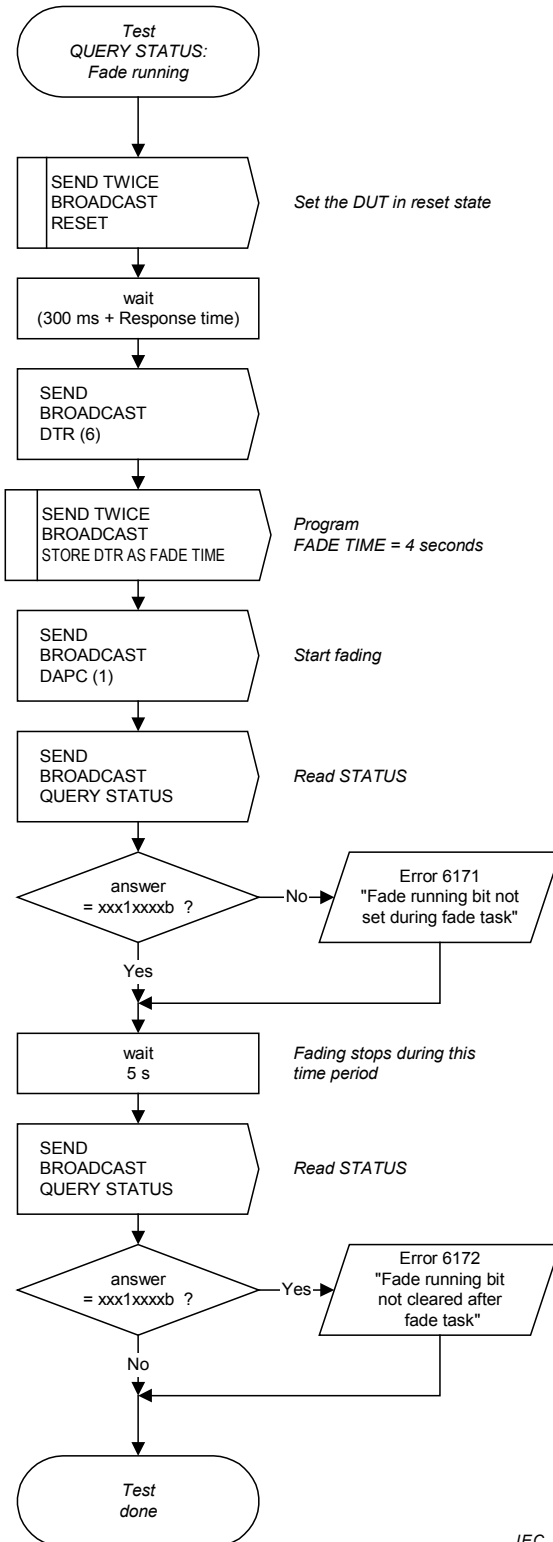 Test
QUERY STATUS:
Fade running
SEND TWICE
BROADCAST
RESET
Set the DUT in reset state
wait
(300 ms + Response time)
SEND
BROADCAST
DTR (6)
SEND TWICE
BROADCAST
STORE DTR AS FADE TIME
Program
FADE TIME = 4 seconds
SEND
BROADCAST
DAPC (1)
Start fading
SEND
BROADCAST
QUERY STATUS
Read STATUS
answer
= xxx1xxxxb ?
No
Error 6171
"Fade running bit not
set during fade task"
Yes
wait
5 s
Fading stops during this
time period
SEND
BROADCAST
QUERY STATUS
Read STATUS
answer
= xxx1xxxxb ?
Yes
Error 6172
"Fade running bit
not cleared after
fade task"
No
Test
done
IEC